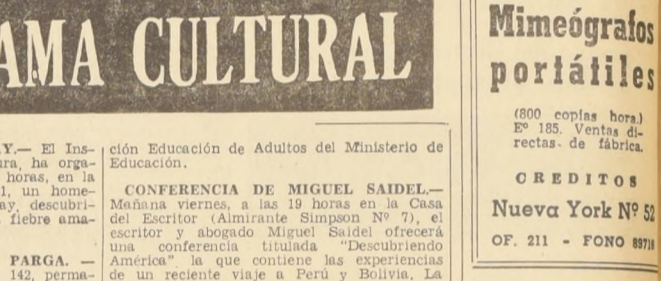 AMA CULTURAL
Y.— El Ins-
ura, ha orga-
horas, en la
1, un home-
ay, descubri-
fiebre ama-
PARGA. —
142, perma-
ción Educación de Adultos del Ministerio de
Educación.
CONFERENCIA DE MIGUEL SAIDEL.—
Mañana viernes, a las 19 horas en la Casa
del Escritor (Almirante Simpson Nº 7), el
escritor y abogado Miguel Saidel ofrecerá
una conferencia titulada "Descubriendo
América" la que contiene las experiencias
de un reciente viaje a Perú y Bolivia. La
Mimeógrafos
portátiles
(800 copias hora.)
Eº 185. Ventas di-
rectas de fábrica.
CREDITOS
Nueva York Nº 52
OF. 211 - FONO 89716